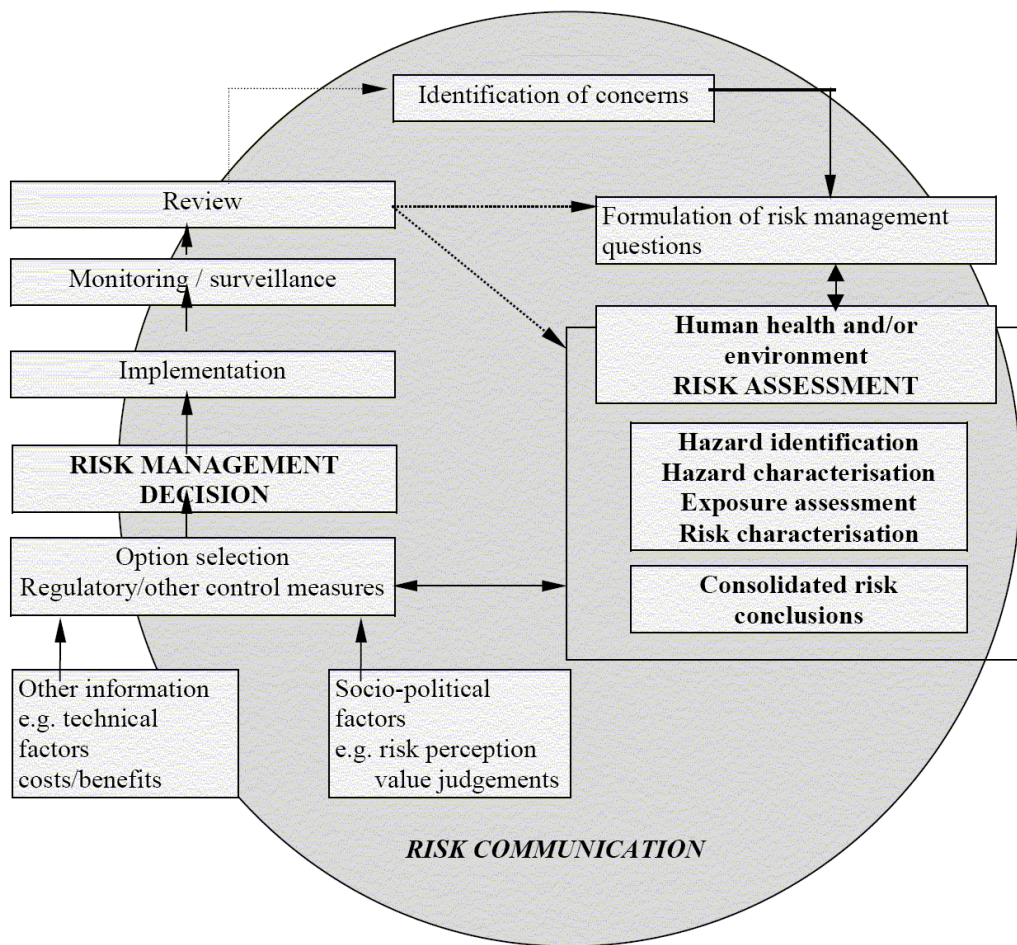 Identification of concerns
Review
Formulation of risk management
questions
Monitoring / surveillance
Human health and/or
environment
RISK ASSESSMENT
Implementation
Hazard identification
Hazard characterisation
Exposure assessment
Risk characterisation
RISK MANAGEMENT
DECISION
Option selection
Regulatory/other control measures
Consolidated risk
conclusions
Other information
e.g. technical
factors
costs/benefits
Socio-political
factors
e.g. risk perception
value judgements
RISK COMMUNICATION